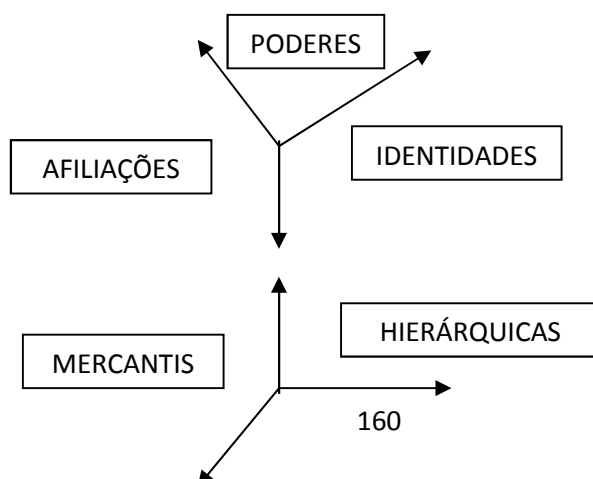 PODERES
AFILIAÇÕES
IDENTIDADES
MERCANTIS
HIERÁRQUICAS
160